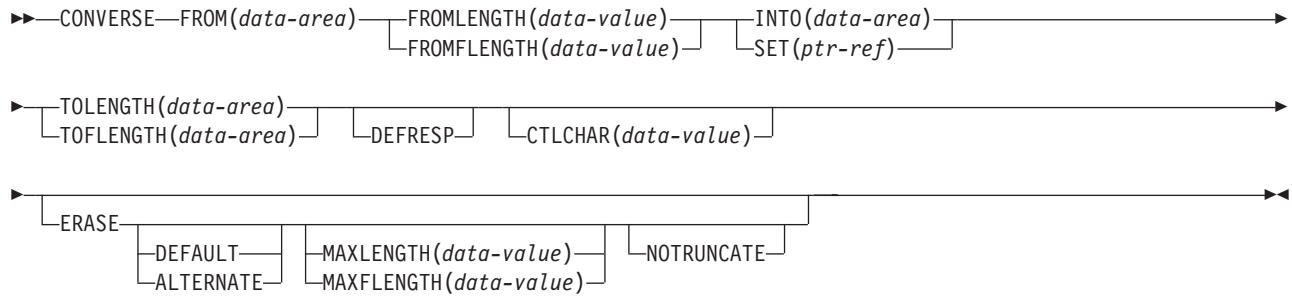 CONVERSE FROM(data-area) FROMLENGTH(data-value) INTO(data-area)
FROMFLENGTH(data-value) SET(ptr-ref)
TOLENGTH(data-area)
TOFLENGTH(data-area) DEFRESP CTLCHAR(data-value)
ERASE
DEFAULT MAXLENGTH(data-value) NOTRUNCATE
ALTERNATE MAXFLENGTH(data-value)